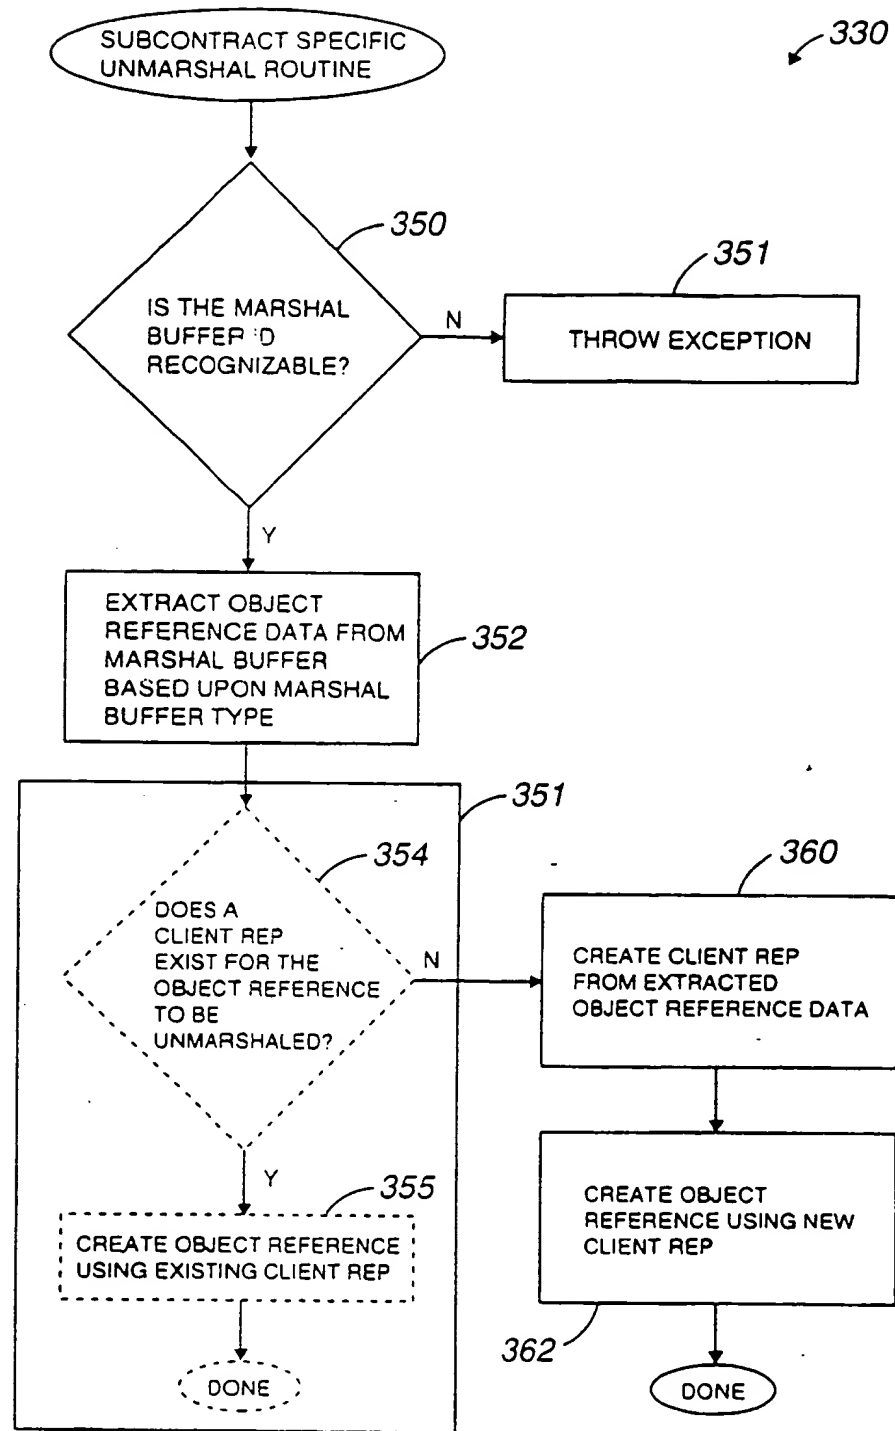 SUBCONTRACT SPECIFIC
UNMARSHAL ROUTINE
330
350
IS THE MARSHAL
BUFFER ID
RECOGNIZABLE?
N
351
THROW EXCEPTION
Y
EXTRACT OBJECT
REFERENCE DATA FROM
MARSHAL BUFFER
BASED UPON MARSHAL
BUFFER TYPE
352
351
354
DOES A
CLIENT REP
EXIST FOR THE
OBJECT REFERENCE
TO BE
UNMARSHALED?
N
360
CREATE CLIENT REP
FROM EXTRACTED
OBJECT REFERENCE DATA
Y
355
CREATE OBJECT REFERENCE
USING EXISTING CLIENT REP
DONE
CREATE OBJECT
REFERENCE USING NEW
CLIENT REP
362
DONE